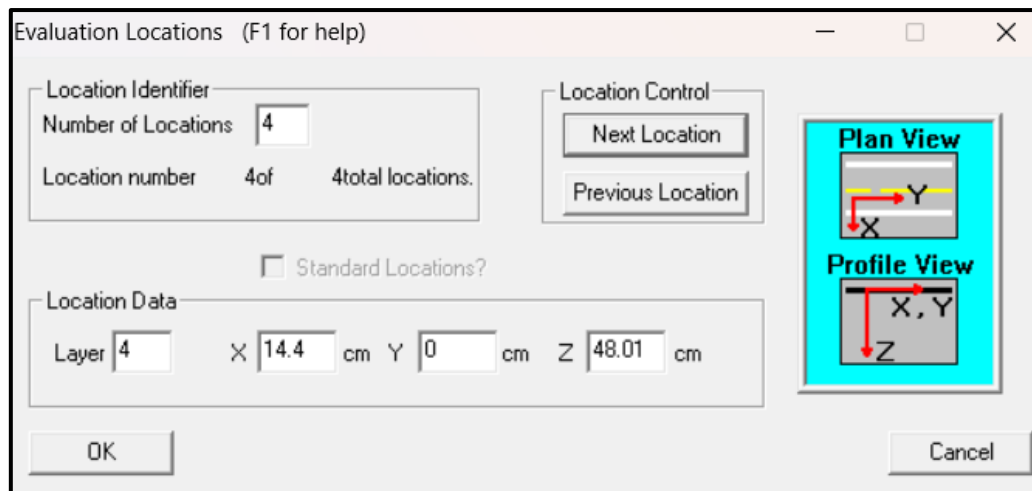 Evaluation Locations (F1 for help)
Location Identifier
Number of Locations 4
Location number 4of 4total locations.
Location Control
Next Location
Previous Location
Standard Locations?
Location Data
Layer 4 X 14.4 cm Y 0 cm Z 48.01 cm
OK
Plan View
Y
X
Profile View
X, Y
Z
Cancel